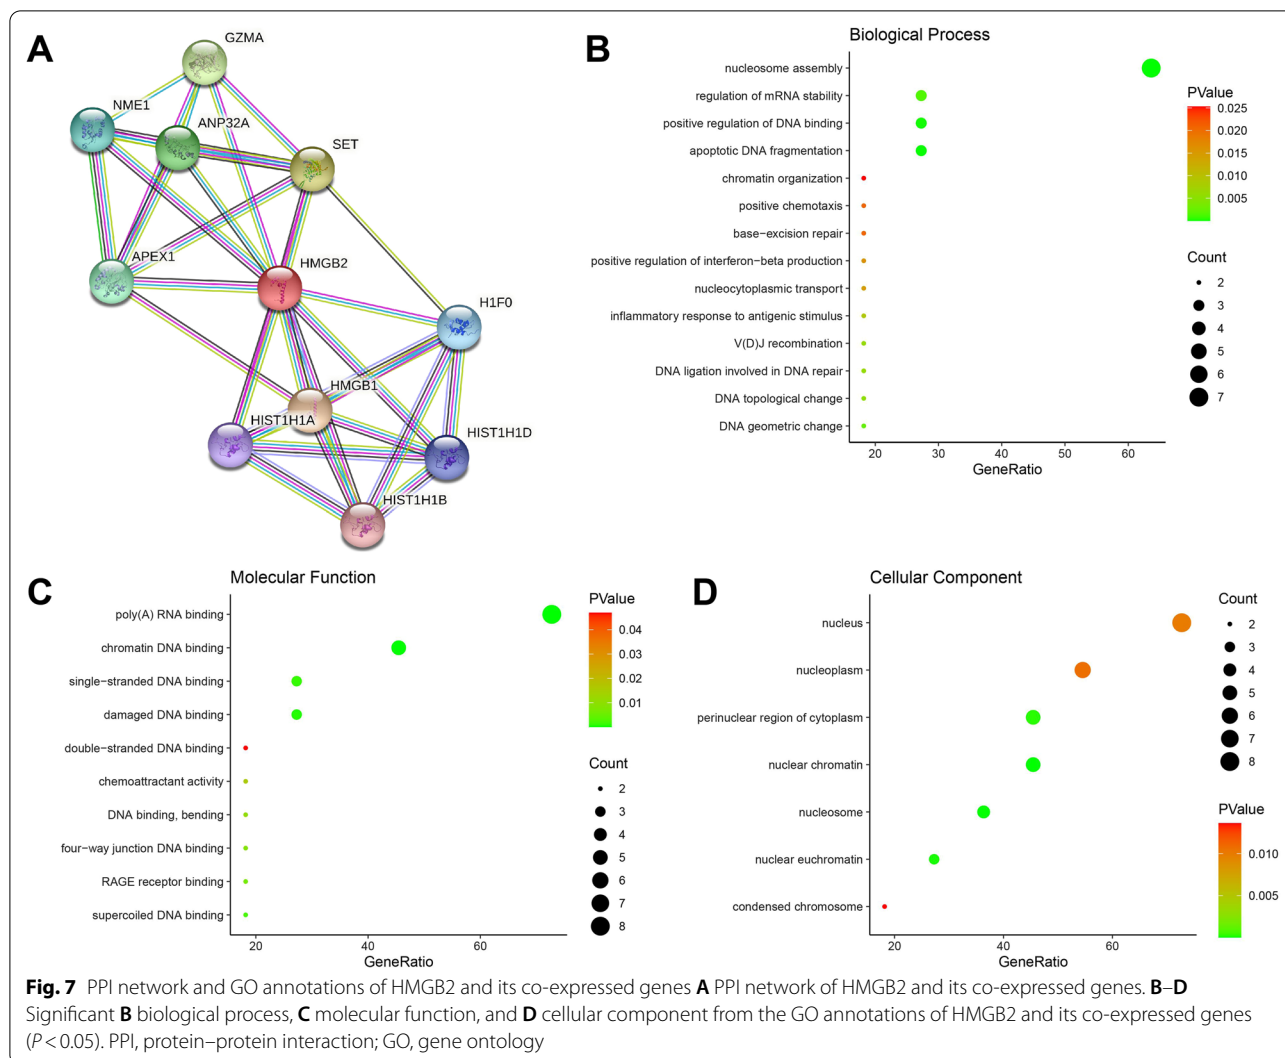 A
GZMA
NME1
ANP32A
SET
APEX1
HMGB2
H1F0
HMGB1
HIST1H1A
HIST1H1D
HIST1H1B
B
Biological Process
nucleosome assembly
regulation of mRNA stability
positive regulation of DNA binding
apoptotic DNA fragmentation
chromatin organization
positive chemotaxis
base−excision repair
positive regulation of interferon−beta production
nucleocytoplasmic transport
inflammatory response to antigenic stimulus
V(D)J recombination
DNA ligation involved in DNA repair
DNA topological change
DNA geometric change
20 30 40 50 60
GeneRatio
PValue
0.025
0.020
0.015
0.010
0.005
Count
2
3
4
5
6
7
C
Molecular Function
poly(A) RNA binding
chromatin DNA binding
single−stranded DNA binding
damaged DNA binding
double−stranded DNA binding
chemoattractant activity
DNA binding, bending
four−way junction DNA binding
RAGE receptor binding
supercoiled DNA binding
20 40 60
GeneRatio
PValue
0.04
0.03
0.02
0.01
Count
2
3
4
5
6
7
8
D
Cellular Component
nucleus
nucleoplasm
perinuclear region of cytoplasm
nuclear chromatin
nucleosome
nuclear euchromatin
condensed chromosome
20 40 60
GeneRatio
Count
2
3
4
5
6
7
8
PValue
0.010
0.005
Fig. 7 PPI network and GO annotations of HMGB2 and its co-expressed genes A PPI network of HMGB2 and its co-expressed genes. B–D
Significant B biological process, C molecular function, and D cellular component from the GO annotations of HMGB2 and its co-expressed genes
(P < 0.05). PPI, protein–protein interaction; GO, gene ontology